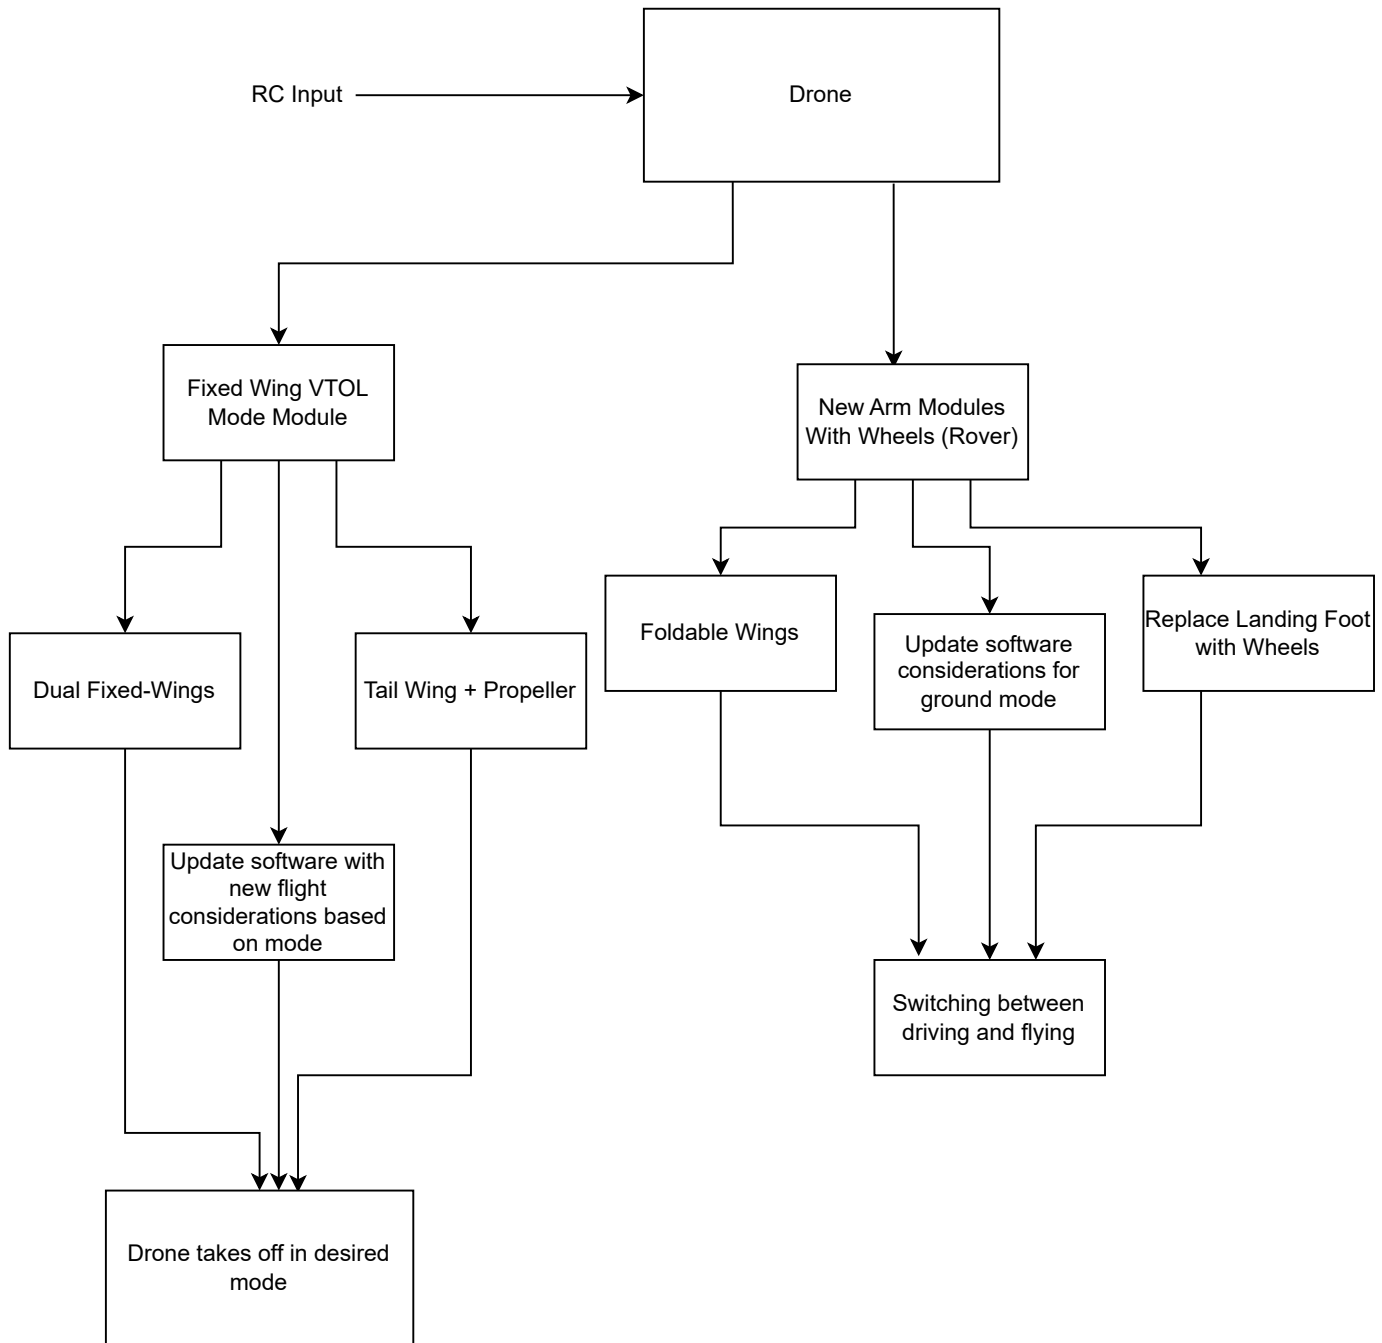 RC Input
Drone
Fixed Wing VTOL
Mode Module
New Arm Modules
With Wheels (Rover)
Dual Fixed-Wings
Tail Wing + Propeller
Foldable Wings
Update software
considerations for
ground mode
Replace Landing Foot
with Wheels
Update software with
new flight
considerations based
on mode
Switching between
driving and flying
Drone takes off in desired
mode